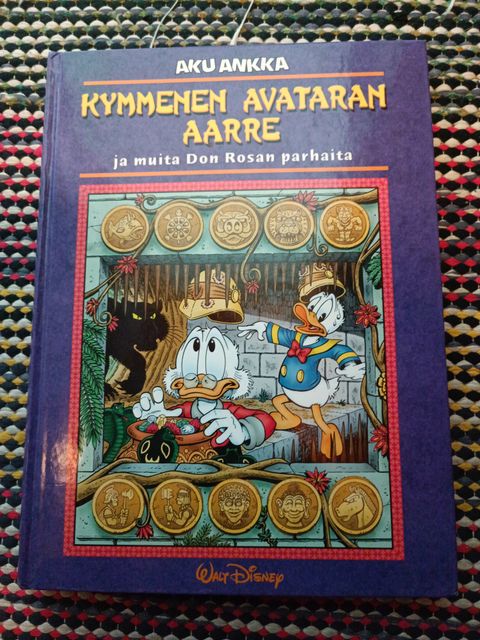 AKU ANKKA
KYMMENEN AVATARAN
AARRE
ja muita Don Rosan parhaita
WALT DISNEY